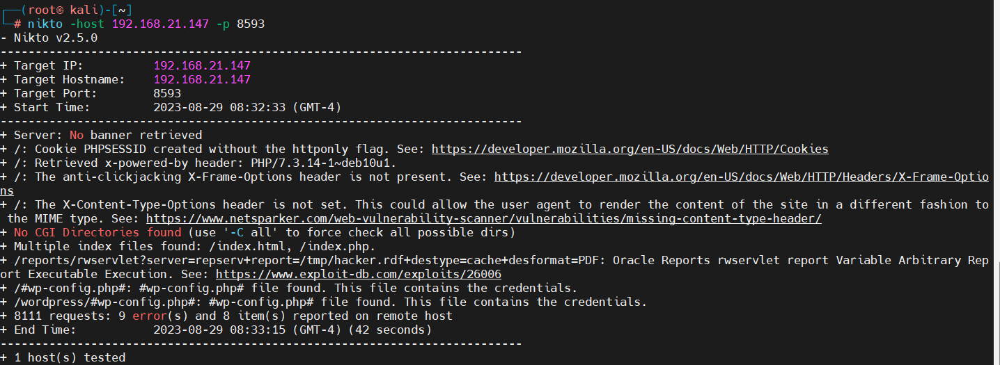 ┌──(root㉿ kali)-[~]
└─# nikto -host 192.168.21.147 -p 8593
- Nikto v2.5.0
---------------------------------------------------------------------------
+ Target IP:          192.168.21.147
+ Target Hostname:    192.168.21.147
+ Target Port:        8593
+ Start Time:         2023-08-29 08:32:33 (GMT-4)
---------------------------------------------------------------------------
+ Server: No banner retrieved
+ /: Cookie PHPSESSID created without the httponly flag. See: https://developer.mozilla.org/en-US/docs/Web/HTTP/Cookies
+ /: Retrieved x-powered-by header: PHP/7.3.14-1~deb10u1.
+ /: The anti-clickjacking X-Frame-Options header is not present. See: https://developer.mozilla.org/en-US/docs/Web/HTTP/Headers/X-Frame-Optio
ns
+ /: The X-Content-Type-Options header is not set. This could allow the user agent to render the content of the site in a different fashion to
 the MIME type. See: https://www.netsparker.com/web-vulnerability-scanner/vulnerabilities/missing-content-type-header/
+ No CGI Directories found (use '-C all' to force check all possible dirs)
+ Multiple index files found: /index.html, /index.php.
+ /reports/rwservlet?server=repserv+report=/tmp/hacker.rdf+destype=cache+desformat=PDF: Oracle Reports rwservlet report Variable Arbitrary Rep
ort Executable Execution. See: https://www.exploit-db.com/exploits/26006
+ /#wp-config.php#: #wp-config.php# file found. This file contains the credentials.
+ /wordpress/#wp-config.php#: #wp-config.php# file found. This file contains the credentials.
+ 8111 requests: 9 error(s) and 8 item(s) reported on remote host
+ End Time:           2023-08-29 08:33:15 (GMT-4) (42 seconds)
---------------------------------------------------------------------------
+ 1 host(s) tested